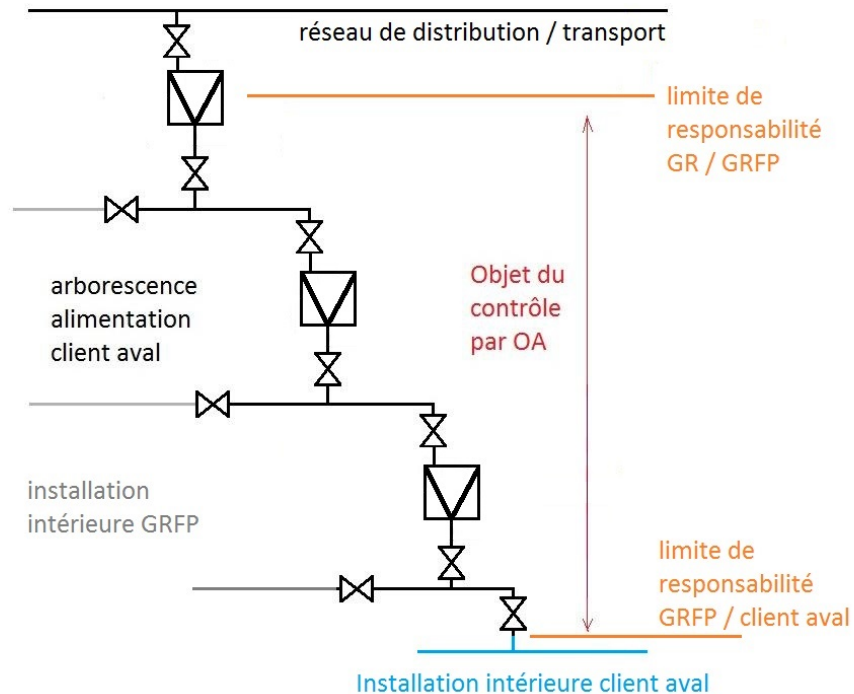 réseau de distribution / transport
limite de
responsabilité
GR / GRFP
Objet du
contrôle
par OA
arborescence
alimentation
client aval
installation
intérieure GRFP
limite de
responsabilité
GRFP / client aval
Installation intérieure client aval